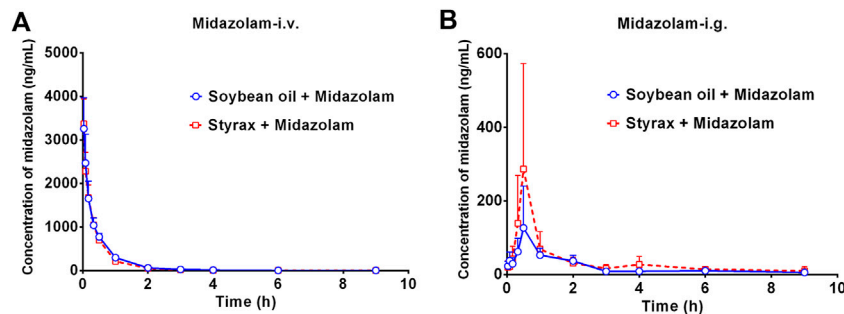 A
Midazolam-i.v.
Concentration of midazolam (ng/mL)
5000
4000
3000
2000
1000
0
Soybean oil + Midazolam
Styrax + Midazolam
0 2 4 6 8 10
Time (h)
B
Midazolam-i.g.
Concentration of midazolam (ng/mL)
600
400
200
0
Soybean oil + Midazolam
Styrax + Midazolam
0 2 4 6 8 10
Time (h)